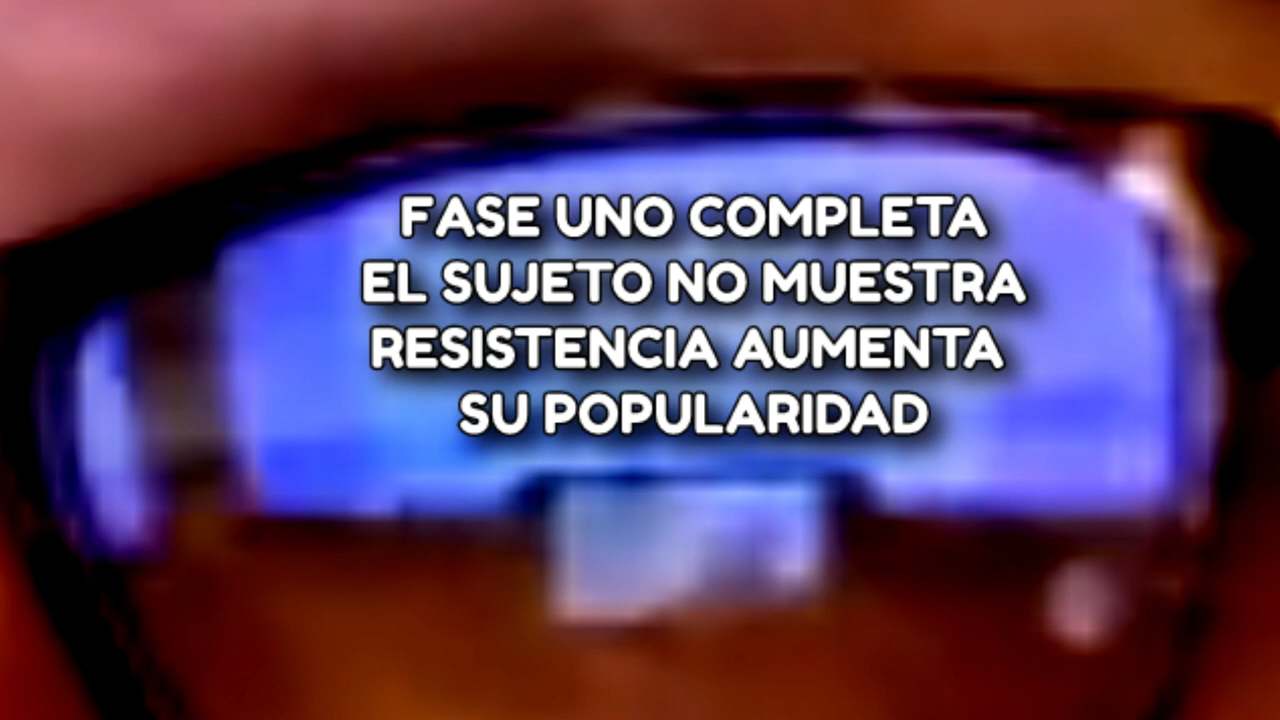 FASE UNO COMPLETA
EL SUJETO NO MUESTRA
RESISTENCIA AUMENTA
SU POPULARIDAD